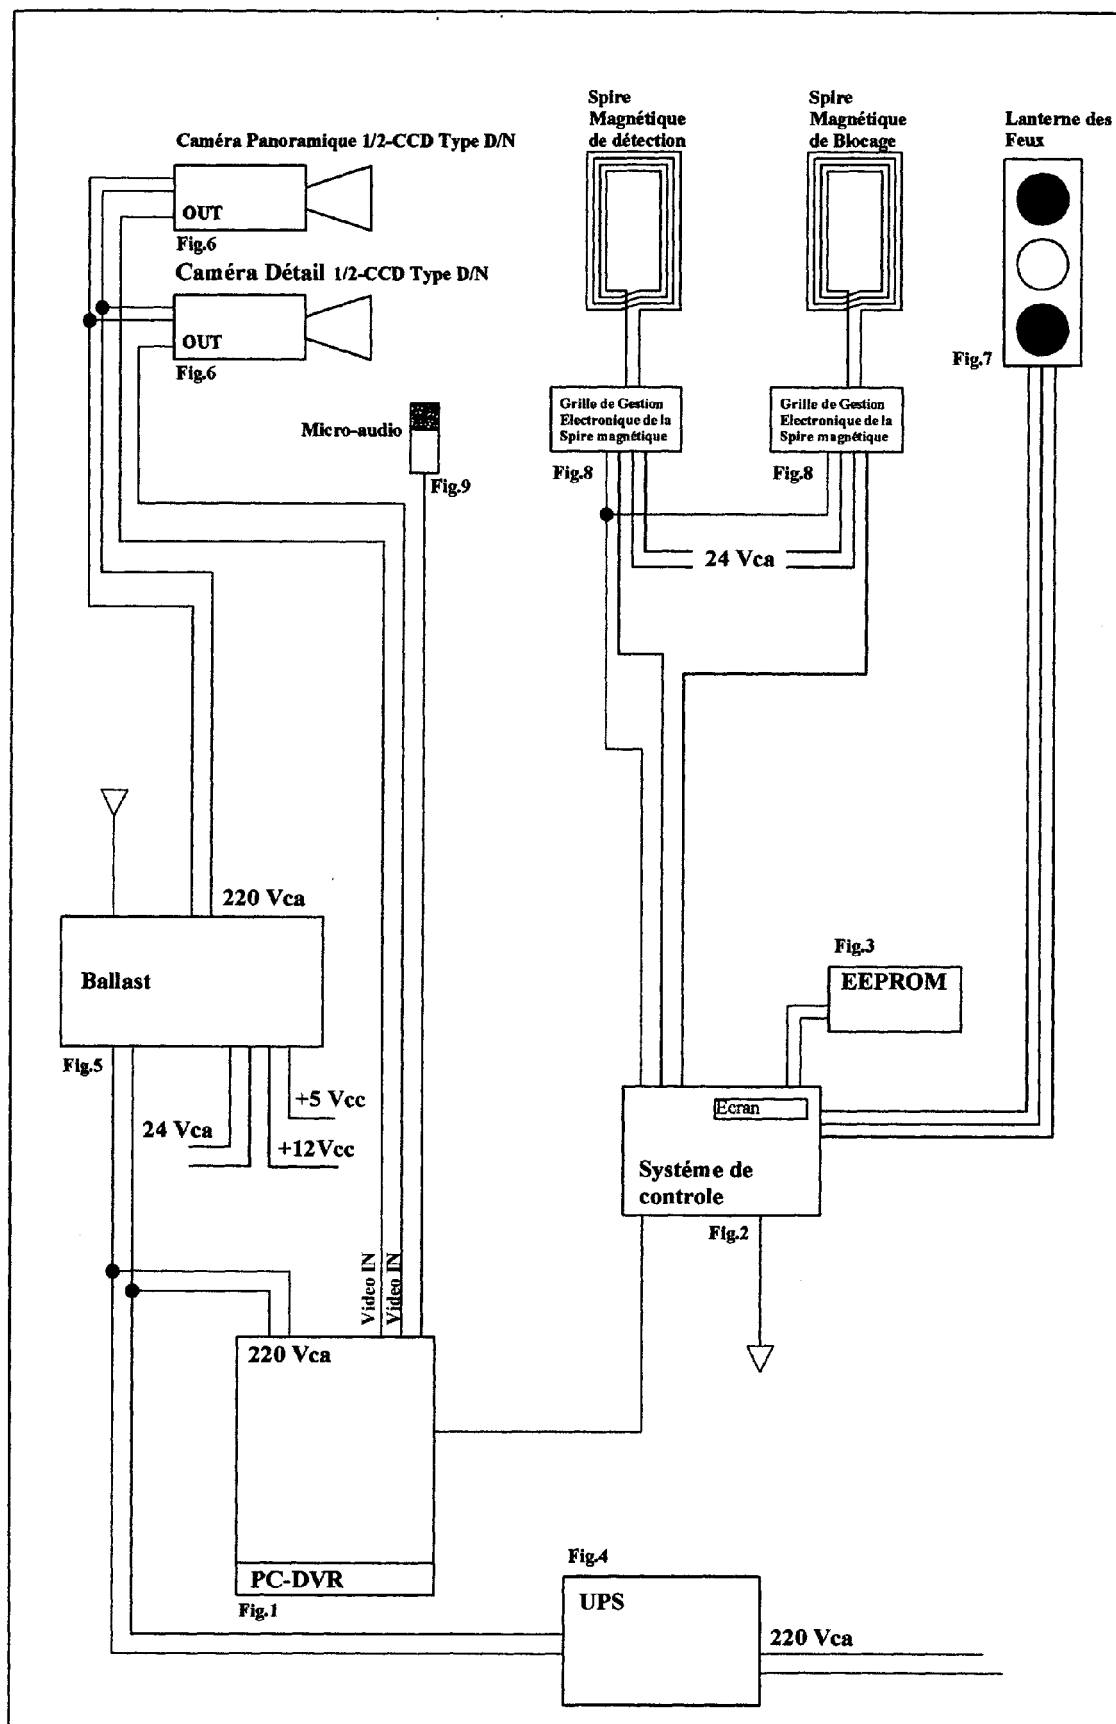 Spire
Magnétique
de détection
Spire
Magnétique
de Blocage
Lanterne des
Feux
Caméra Panoramique 1/2-CCD Type D/N
OUT
Fig.6
Caméra Détail 1/2-CCD Type D/N
OUT
Fig.6
Fig.7
Micro-audio
Fig.9
Grille de Gestion
Electronique de la
Spire magnétique
Fig.8
Grille de Gestion
Electronique de la
Spire magnétique
Fig.8
24 Vca
220 Vca
Ballast
Fig.5
+5 Vcc
24 Vca
+12Vcc
Fig.3
EEPROM
Ecran
Systéme de
controle
Fig.2
Video IN
Video IN
220 Vca
PC-DVR
Fig.1
Fig.4
UPS
220 Vca